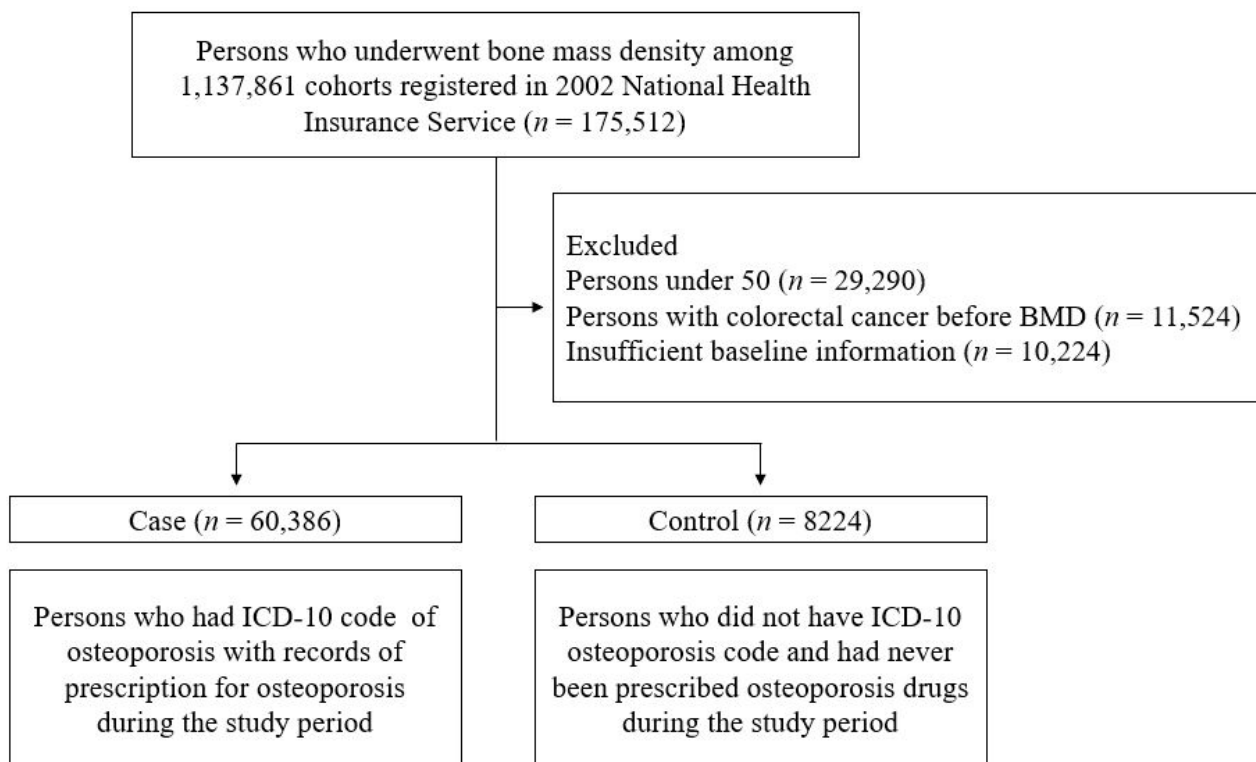 Persons who underwent bone mass density among
1,137,861 cohorts registered in 2002 National Health
Insurance Service (n = 175,512)
Excluded
Persons under 50 (n = 29,290)
Persons with colorectal cancer before BMD (n = 11,524)
Insufficient baseline information (n = 10,224)
Case (n = 60,386)
Control (n = 8224)
Persons who had ICD-10 code of
osteoporosis with records of
prescription for osteoporosis
during the study period
Persons who did not have ICD-10
osteoporosis code and had never
been prescribed osteoporosis drugs
during the study period